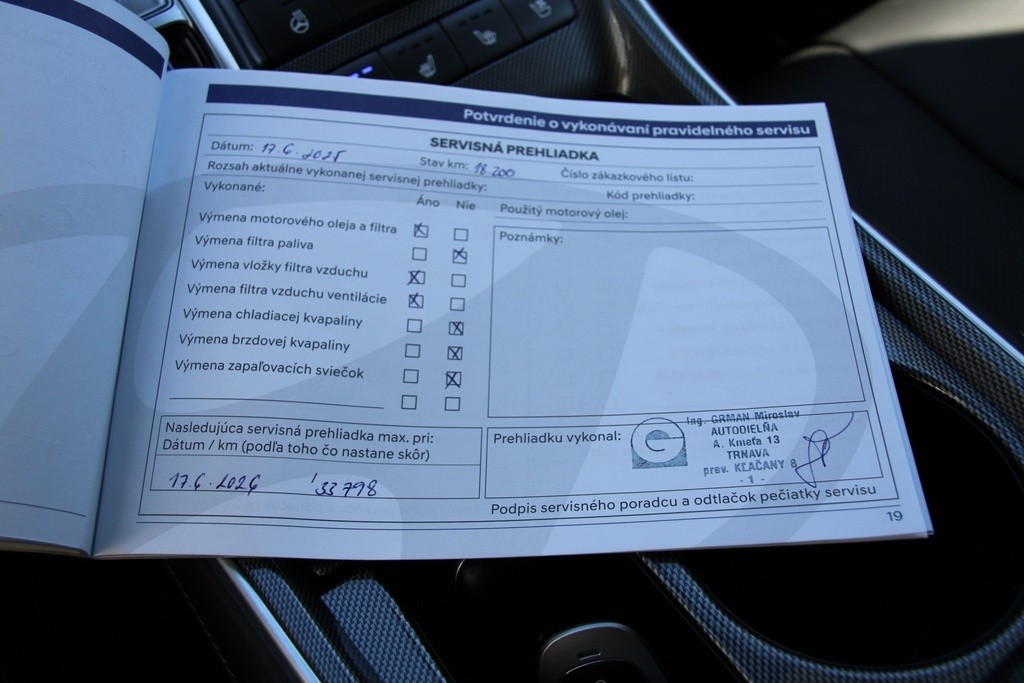 Potvrdenie o vykonávaní pravidelného servisu
SERVISNÁ PREHLIADKA
Dátum: 17.6.2025 Stav km: 18 200 Číslo zákazkového listu:
Rozsah aktuálne vykonanej servisnej prehliadky: Kód prehliadky:
Vykonané: Áno Nie Použitý motorový olej:
Výmena motorového oleja a filtra
Výmena filtra paliva
Výmena vložky filtra vzduchu
Výmena filtra vzduchu ventilácie
Výmena chladiacej kvapaliny
Výmena brzdovej kvapaliny
Výmena zapaľovacích sviečok
Poznámky:
Nasledujúca servisná prehliadka max. pri:
Dátum / km (podľa toho čo nastane skôr)
17.6.2026 / 33 798
Prehliadku vykonal:
Ing. GRMAN Miroslav
AUTODIELŇA
A. Kmeťa 13
TRNAVA
prev. KĽAČANY 8
- 1 -
Podpis servisného poradcu a odtlačok pečiatky servisu
19